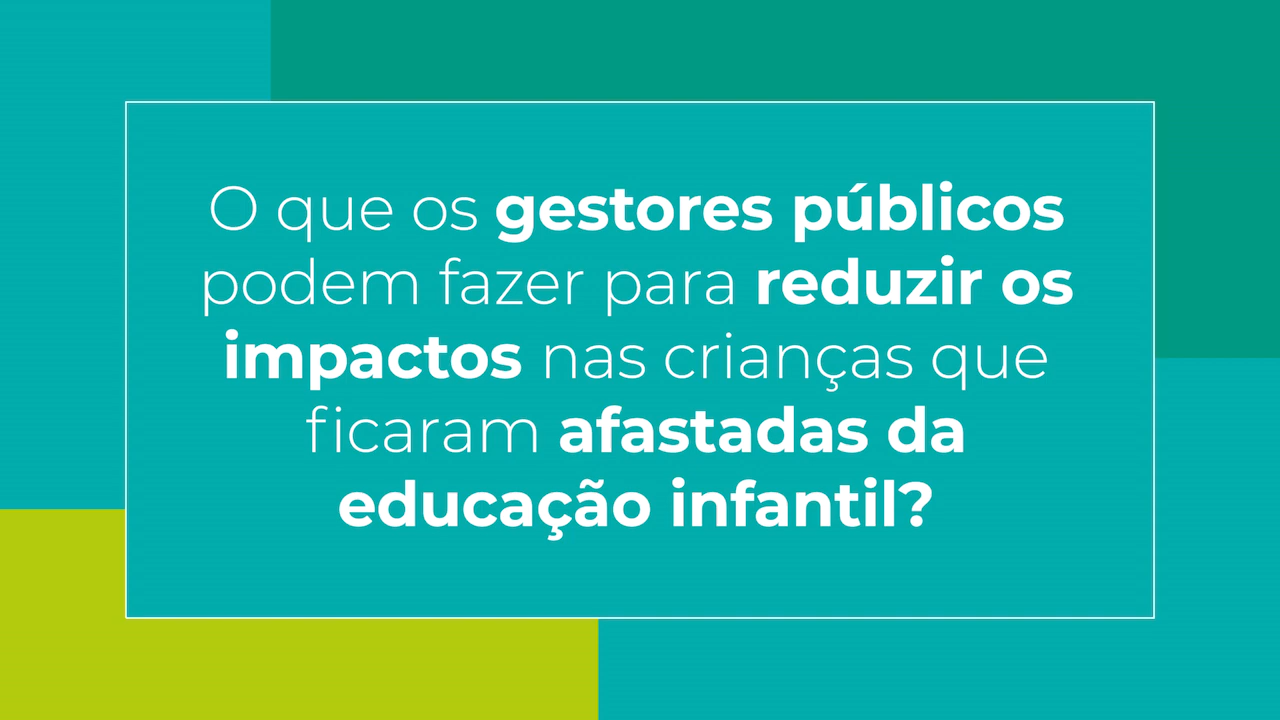 O que os gestores públicos
podem fazer para reduzir os
impactos nas crianças que
ficaram afastadas da
educação infantil?